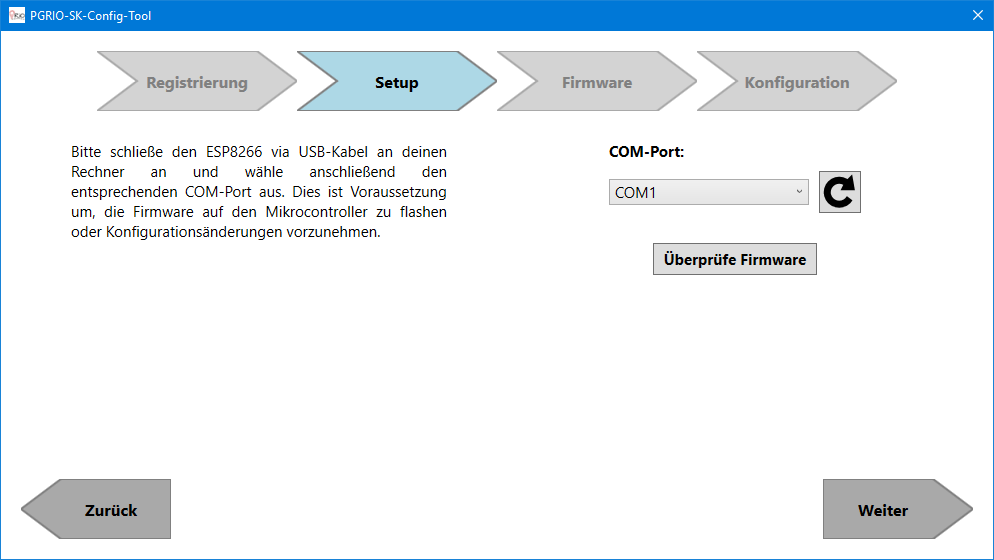 PGRIO-SK-Config-Tool
Registrierung
Setup
Firmware
Konfiguration
Bitte schließe den ESP8266 via USB-Kabel an deinen
Rechner an und wähle anschließend den
entsprechenden COM-Port aus. Dies ist Voraussetzung
um, die Firmware auf den Mikrocontroller zu flashen
oder Konfigurationsänderungen vorzunehmen.
COM-Port:
COM1
Überprüfe Firmware
Zurück
Weiter